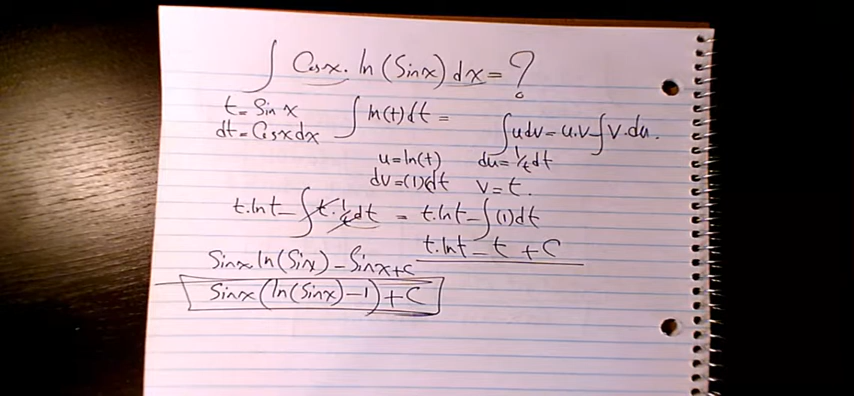 ∫ Cosx. ln(Sinx) dx = ?
t = Sin x ∫ ln(t) dt =
dt = Cosx dx ∫udv = u.v - ∫v.du.
u = ln(t) du = 1/t dt
dv = (1)dt v = t.
t.lnt - ∫ t. 1/t dt = t.lnt - ∫(1)dt
t.lnt - t + C
Sinx ln(Sinx) - Sinx + C
Sinx (ln(Sinx) - 1) + C